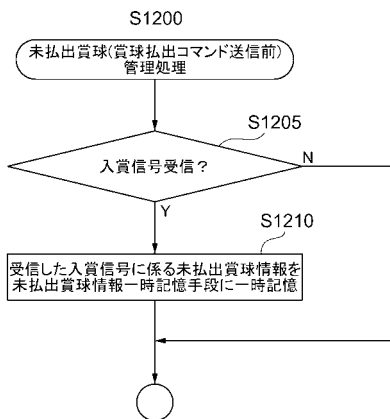 S1200
未払出賞球(賞球払出コマンド送信前)
管理処理
S1205
入賞信号受信?
N
Y
S1210
受信した入賞信号に係る未払出賞球情報を
未払出賞球情報一時記憶手段に一時記憶